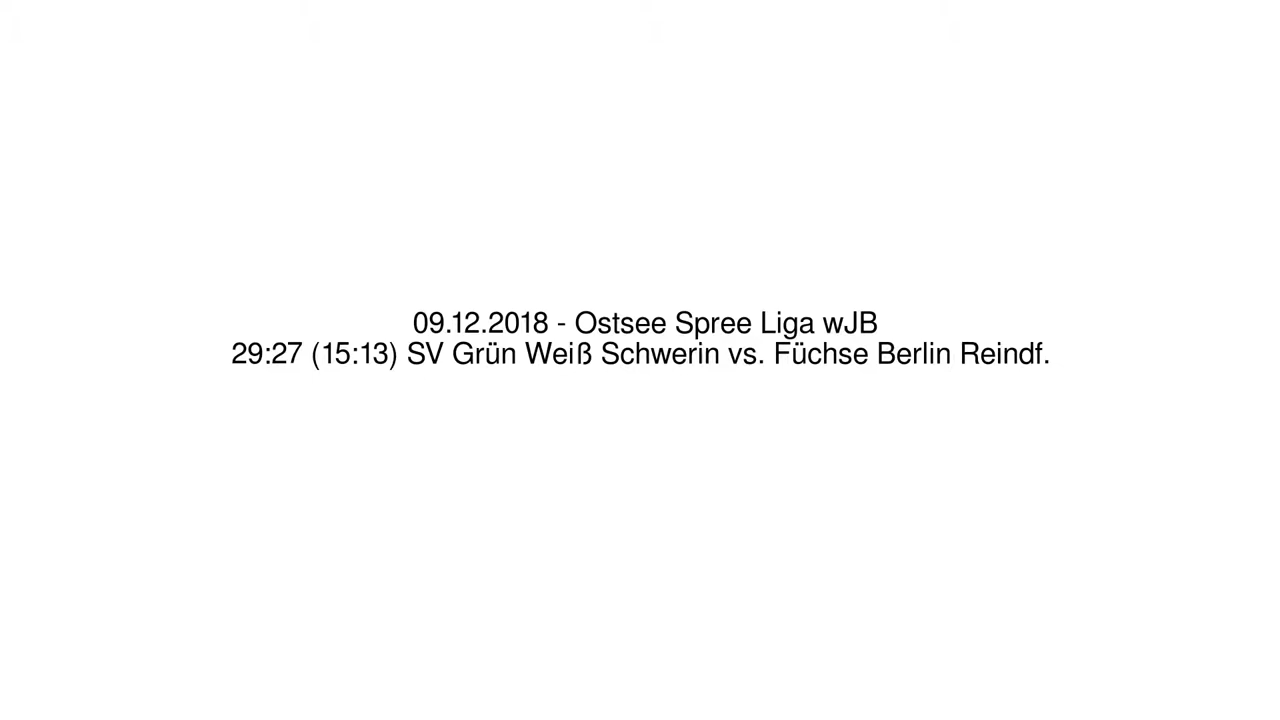 09.12.2018 - Ostsee Spree Liga wJB
29:27 (15:13) SV Grün Weiß Schwerin vs. Füchse Berlin Reindf.